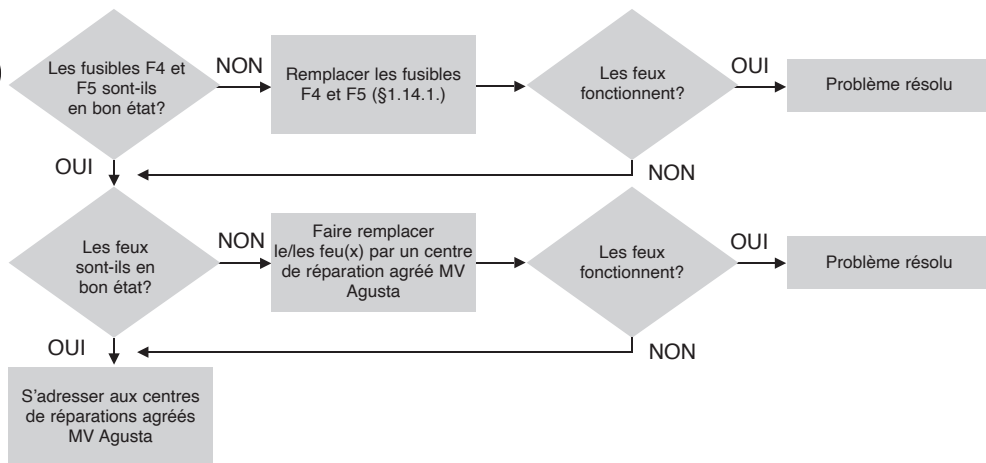 )
Les fusibles F4 et
F5 sont-ils
en bon état?
NON
Remplacer les fusibles
F4 et F5 (§1.14.1.)
Les feux
fonctionnent?
OUI
Problème résolu
OUI
NON
Les feux
sont-ils en
bon état?
NON
Faire remplacer
le/les feu(x) par un centre
de réparation agréé MV
Agusta
Les feux
fonctionnent?
OUI
Problème résolu
OUI
NON
S'adresser aux centres
de réparations agréés
MV Agusta